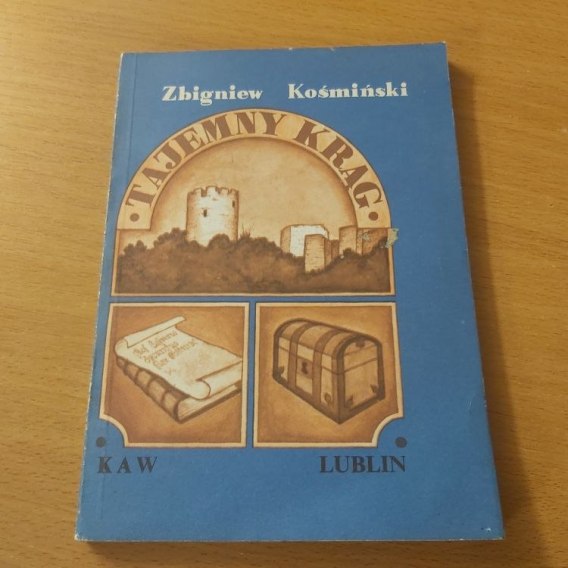 Zbigniew Kośmiński
• TAJEMNY KRĄG •
KAW LUBLIN